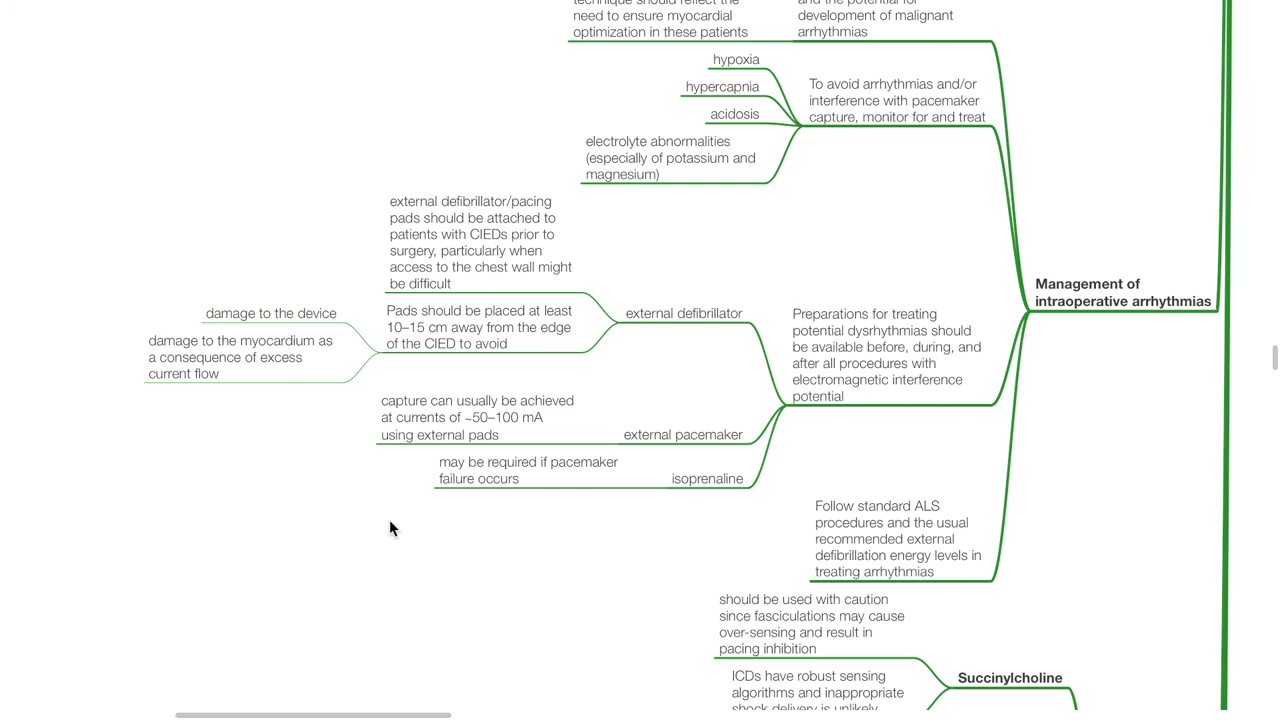 technique should reflect the
need to ensure myocardial
optimization in these patients
and the potential for
development of malignant
arrhythmias
hypoxia
hypercapnia
acidosis
electrolyte abnormalities
(especially of potassium and
magnesium)
To avoid arrhythmias and/or
interference with pacemaker
capture, monitor for and treat
external defibrillator/pacing
pads should be attached to
patients with CIEDs prior to
surgery, particularly when
access to the chest wall might
be difficult
Management of
intraoperative arrhythmias
damage to the device
damage to the myocardium as
a consequence of excess
current flow
Pads should be placed at least
10–15 cm away from the edge
of the CIED to avoid
external defibrillator
Preparations for treating
potential dysrhythmias should
be available before, during, and
after all procedures with
electromagnetic interference
potential
capture can usually be achieved
at currents of ~50–100 mA
using external pads
external pacemaker
may be required if pacemaker
failure occurs
isoprenaline
Follow standard ALS
procedures and the usual
recommended external
defibrillation energy levels in
treating arrhythmias
should be used with caution
since fasciculations may cause
over-sensing and result in
pacing inhibition
Succinylcholine
ICDs have robust sensing
algorithms and inappropriate
shock delivery is unlikely